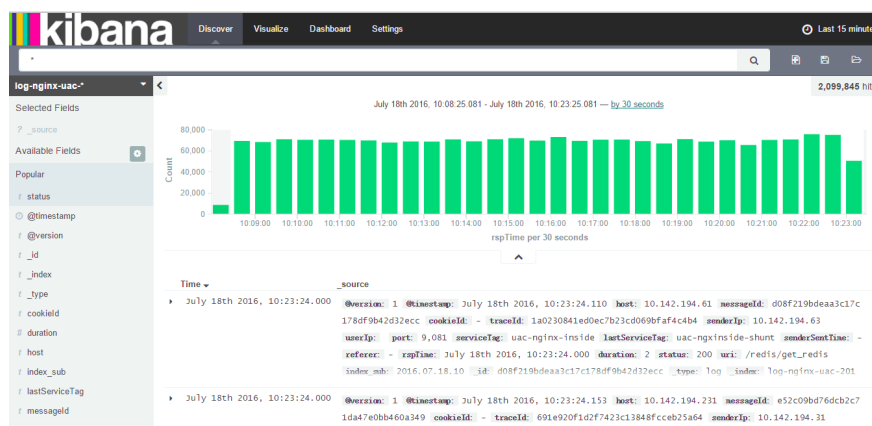 kibana
Discover Visualize Dashboard Settings Last 15 minute
*
log-nginx-uac-* 2,099,845 hit
Selected Fields
? _source
Available Fields
Popular
t status
@timestamp
t @version
t _id
t _index
t _type
t cookieId
# duration
t host
t index_sub
t lastServiceTag
t messageId
July 18th 2016, 10:08:25.081 - July 18th 2016, 10:23:25.081 — by 30 seconds
Count
80,000
60,000
40,000
20,000
0
10:09:00 10:10:00 10:11:00 10:12:00 10:13:00 10:14:00 10:15:00 10:16:00 10:17:00 10:18:00 10:19:00 10:20:00 10:21:00 10:22:00 10:23:00
rspTime per 30 seconds
Time _source
July 18th 2016, 10:23:24.000 @version: 1 @timestamp: July 18th 2016, 10:23:24.110 host: 10.142.194.61 messageId: d08f219bdeaa3c17c
178df9b42d32ecc cookieId: - traceId: 1a0230841ed0ec7b23cd069bfaf4c4b4 senderIp: 10.142.194.63
userIp: port: 9,081 serviceTag: uac-nginx-inside lastServiceTag: uac-ngxinside-shunt senderSentTime: -
referer: - rspTime: July 18th 2016, 10:23:24.000 duration: 2 status: 200 uri: /redis/get_redis
index_sub: 2016.07.18.10 _id: d08f219bdeaa3c17c178df9b42d32ecc _type: log _index: log-nginx-uac-201
July 18th 2016, 10:23:24.000 @version: 1 @timestamp: July 18th 2016, 10:23:24.153 host: 10.142.194.231 messageId: e52c09bd76dcb2c7
1da47e0bb460a349 cookieId: - traceId: 691e920f1d2f7423c13848fcceb25a64 senderIp: 10.142.194.31